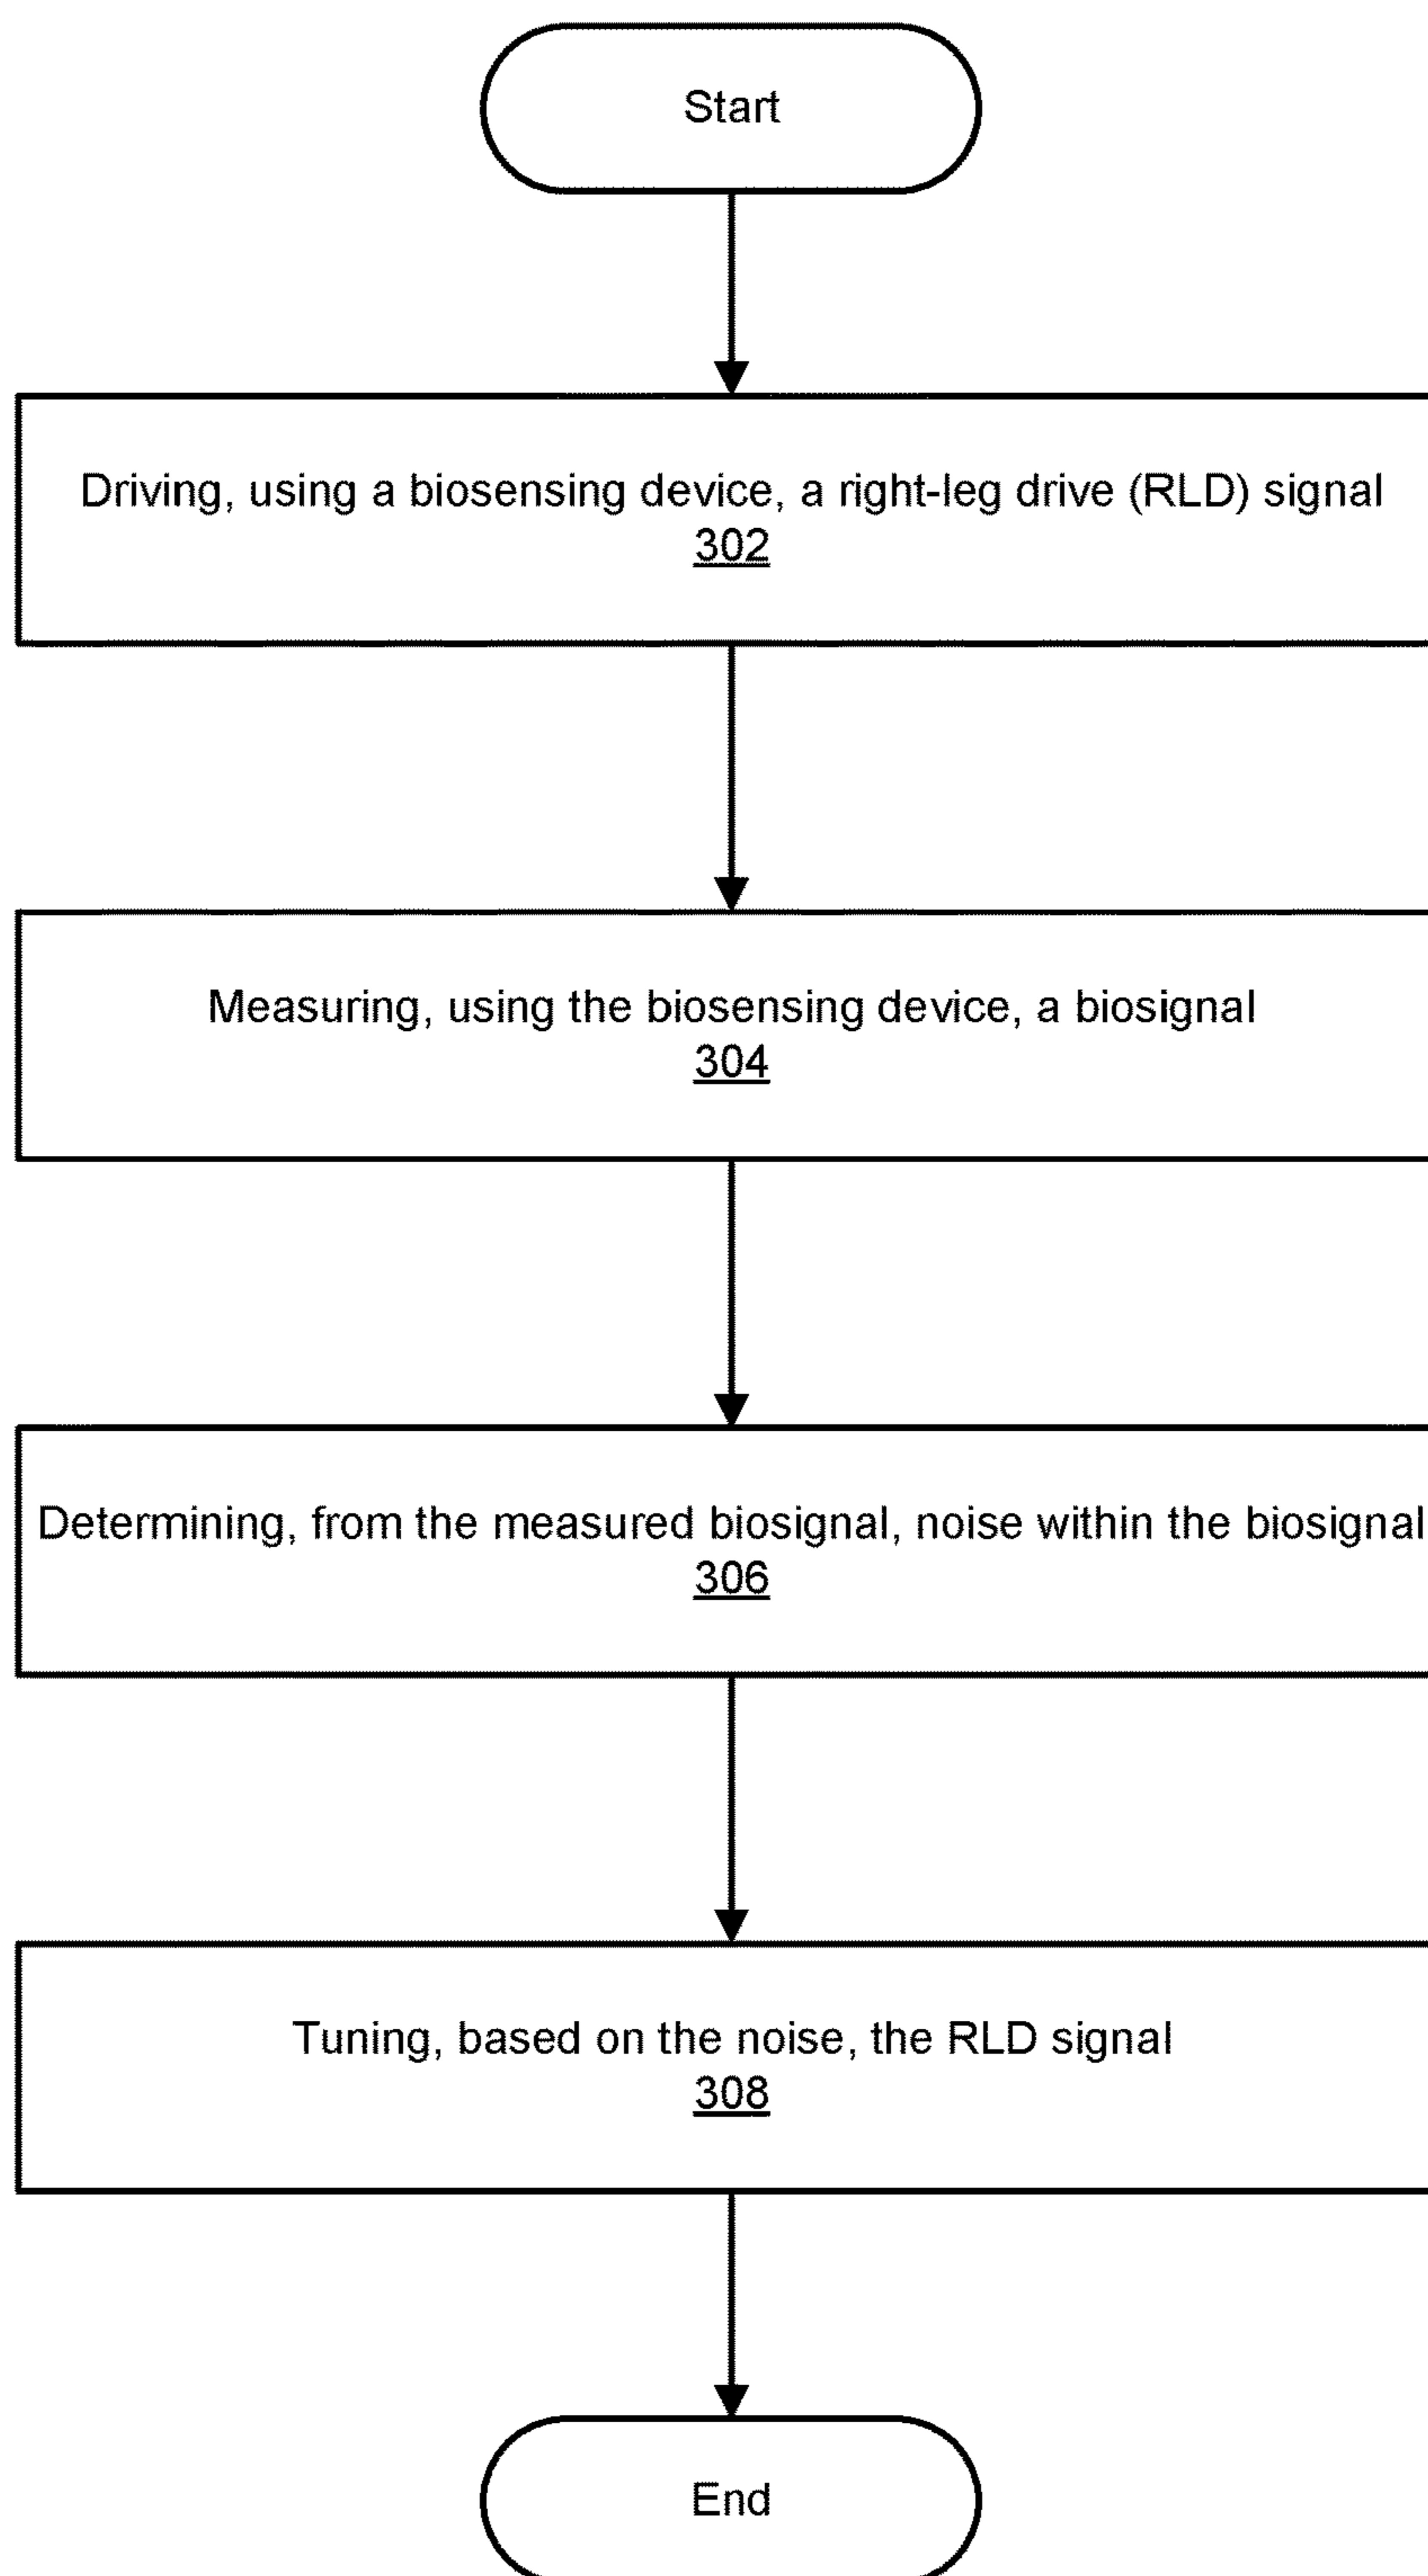 Start
Driving, using a biosensing device, a right-leg drive (RLD) signal
302
Measuring, using the biosensing device, a biosignal
304
Determining, from the measured biosignal, noise within the biosignal
306
Tuning, based on the noise, the RLD signal
308
End